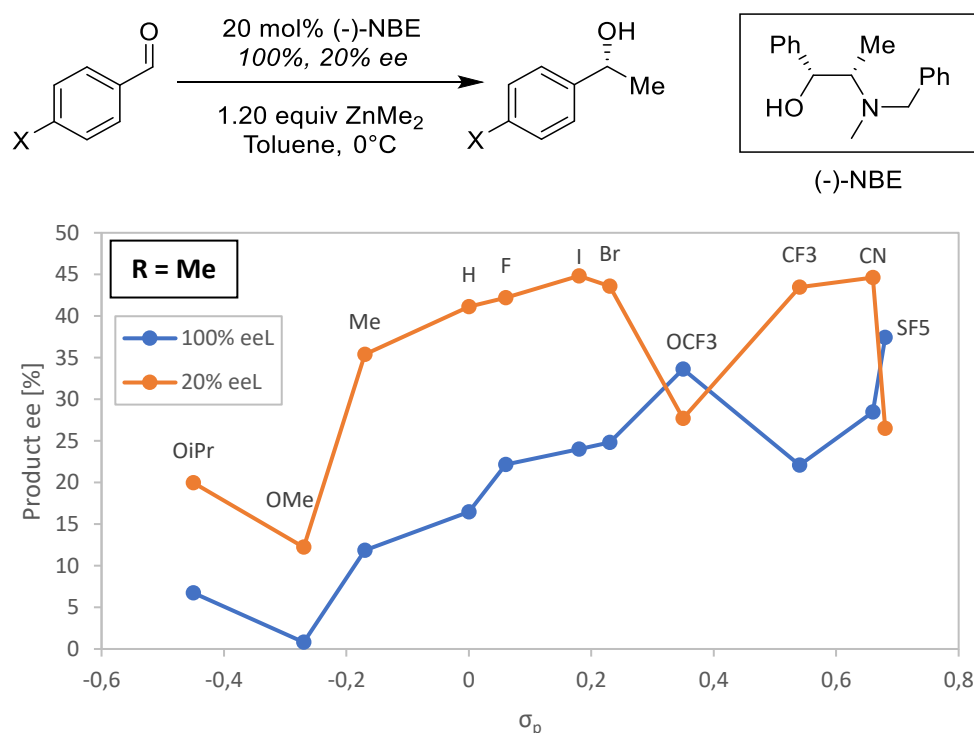 O
X
20 mol% (-)-NBE
100%, 20% ee
1.20 equiv ZnMe2
Toluene, 0°C
OH
Me
X
Ph
Me
Ph
HO
N
(-)-NBE
Product ee [%]
50
45
40
35
30
25
20
15
10
5
0
R = Me
100% eeL
20% eeL
OiPr
OMe
Me
H
F
I
Br
OCF3
CF3
CN
SF5
-0,6
-0,4
-0,2
0
0,2
0,4
0,6
0,8
σp